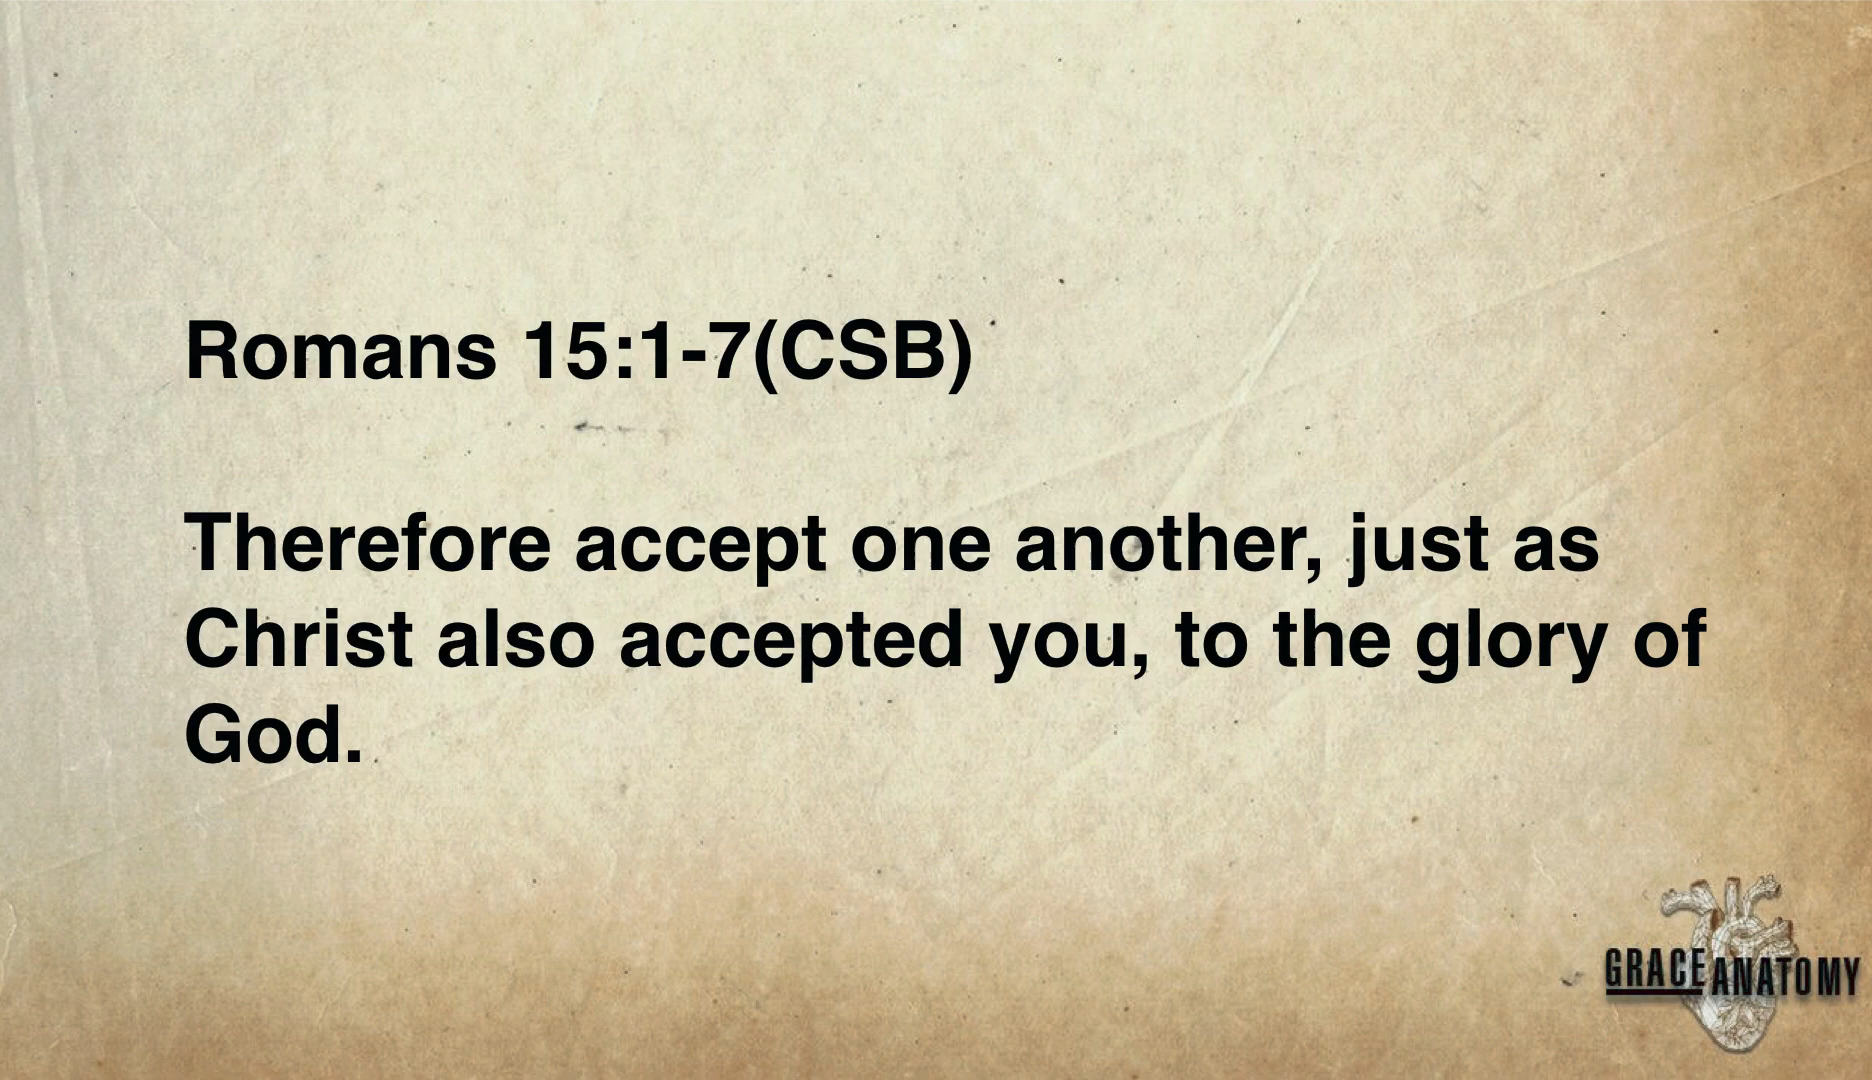 Romans 15:1-7(CSB)
Therefore accept one another, just as
Christ also accepted you, to the glory of
God.
GRACE ANATOMY